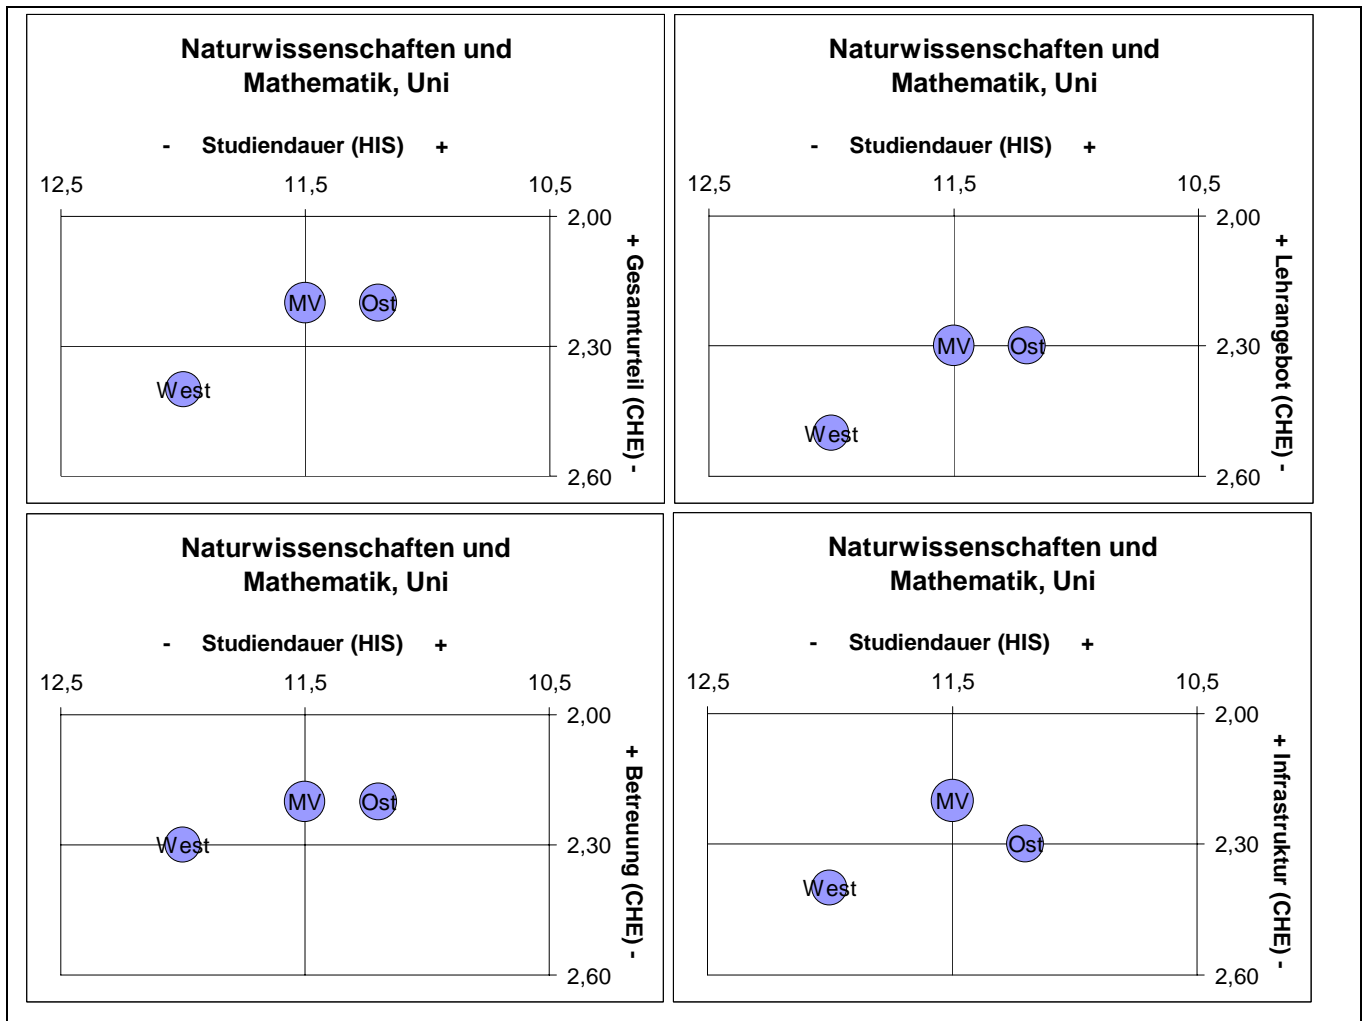 Naturwissenschaften und
Mathematik, Uni
- Studiendauer (HIS) +
12,5 11,5 10,5
2,00
MV Ost
2,30
West
2,60
+ Gesamturteil (CHE) -
Naturwissenschaften und
Mathematik, Uni
- Studiendauer (HIS) +
12,5 11,5 10,5
2,00
MV Ost 2,30
West
2,60
+ Lehrangebot (CHE) -
Naturwissenschaften und
Mathematik, Uni
- Studiendauer (HIS) +
12,5 11,5 10,5
2,00
MV Ost
West 2,30
2,60
+ Betreuung (CHE) -
Naturwissenschaften und
Mathematik, Uni
- Studiendauer (HIS) +
12,5 11,5 10,5
2,00
MV
Ost 2,30
West
2,60
+ Infrastruktur (CHE) -